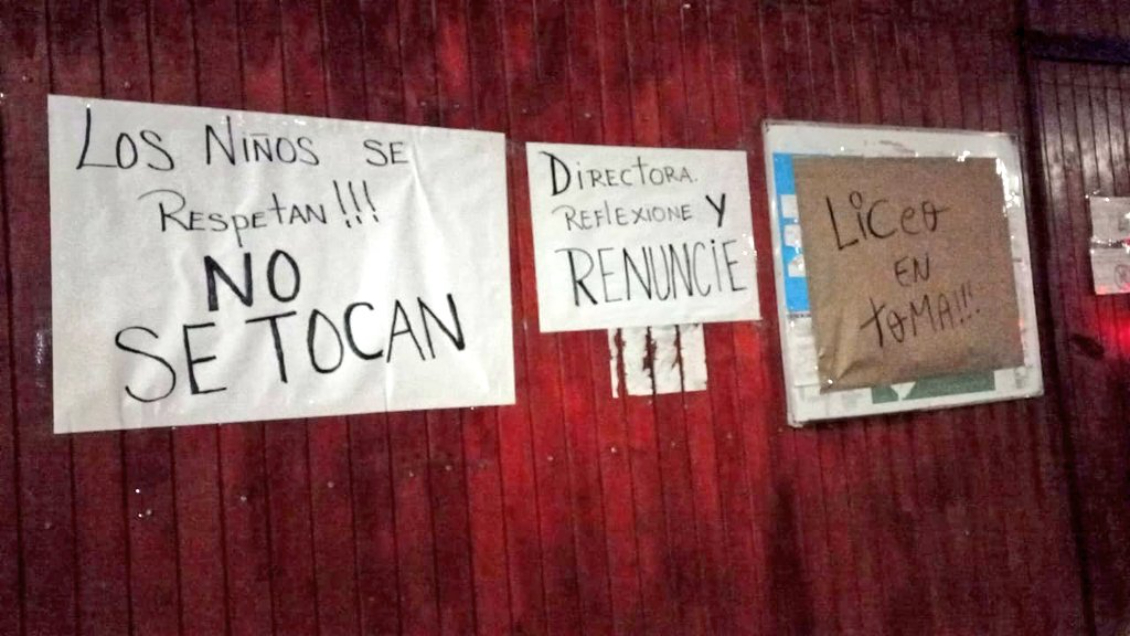 Los Niños se
Respetan!!!
NO
SE TOCAN
Directora.
Reflexione y
RENUNCiE
Liceo
EN
toMA!!!